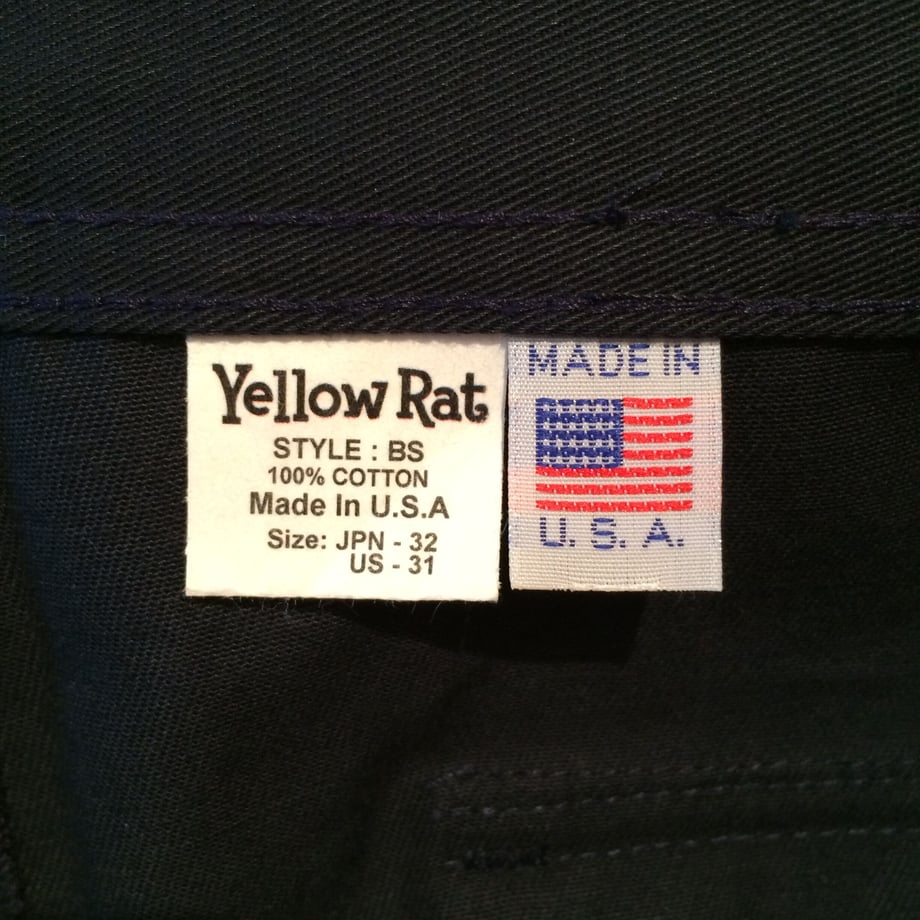 Yellow Rat
STYLE : BS
100% COTTON
Made In U.S.A
Size: JPN - 32
US - 31
MADE IN
U. S. A.